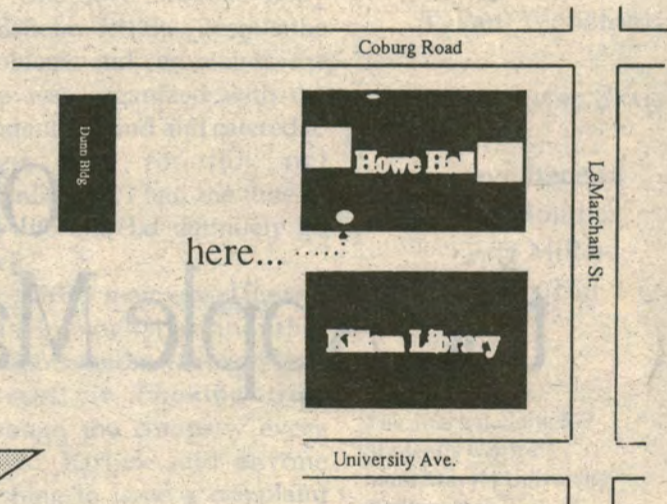 Coburg Road
Dunn Bldg.
Howe Hall
LeMarchant St.
here...
Killam Library
University Ave.